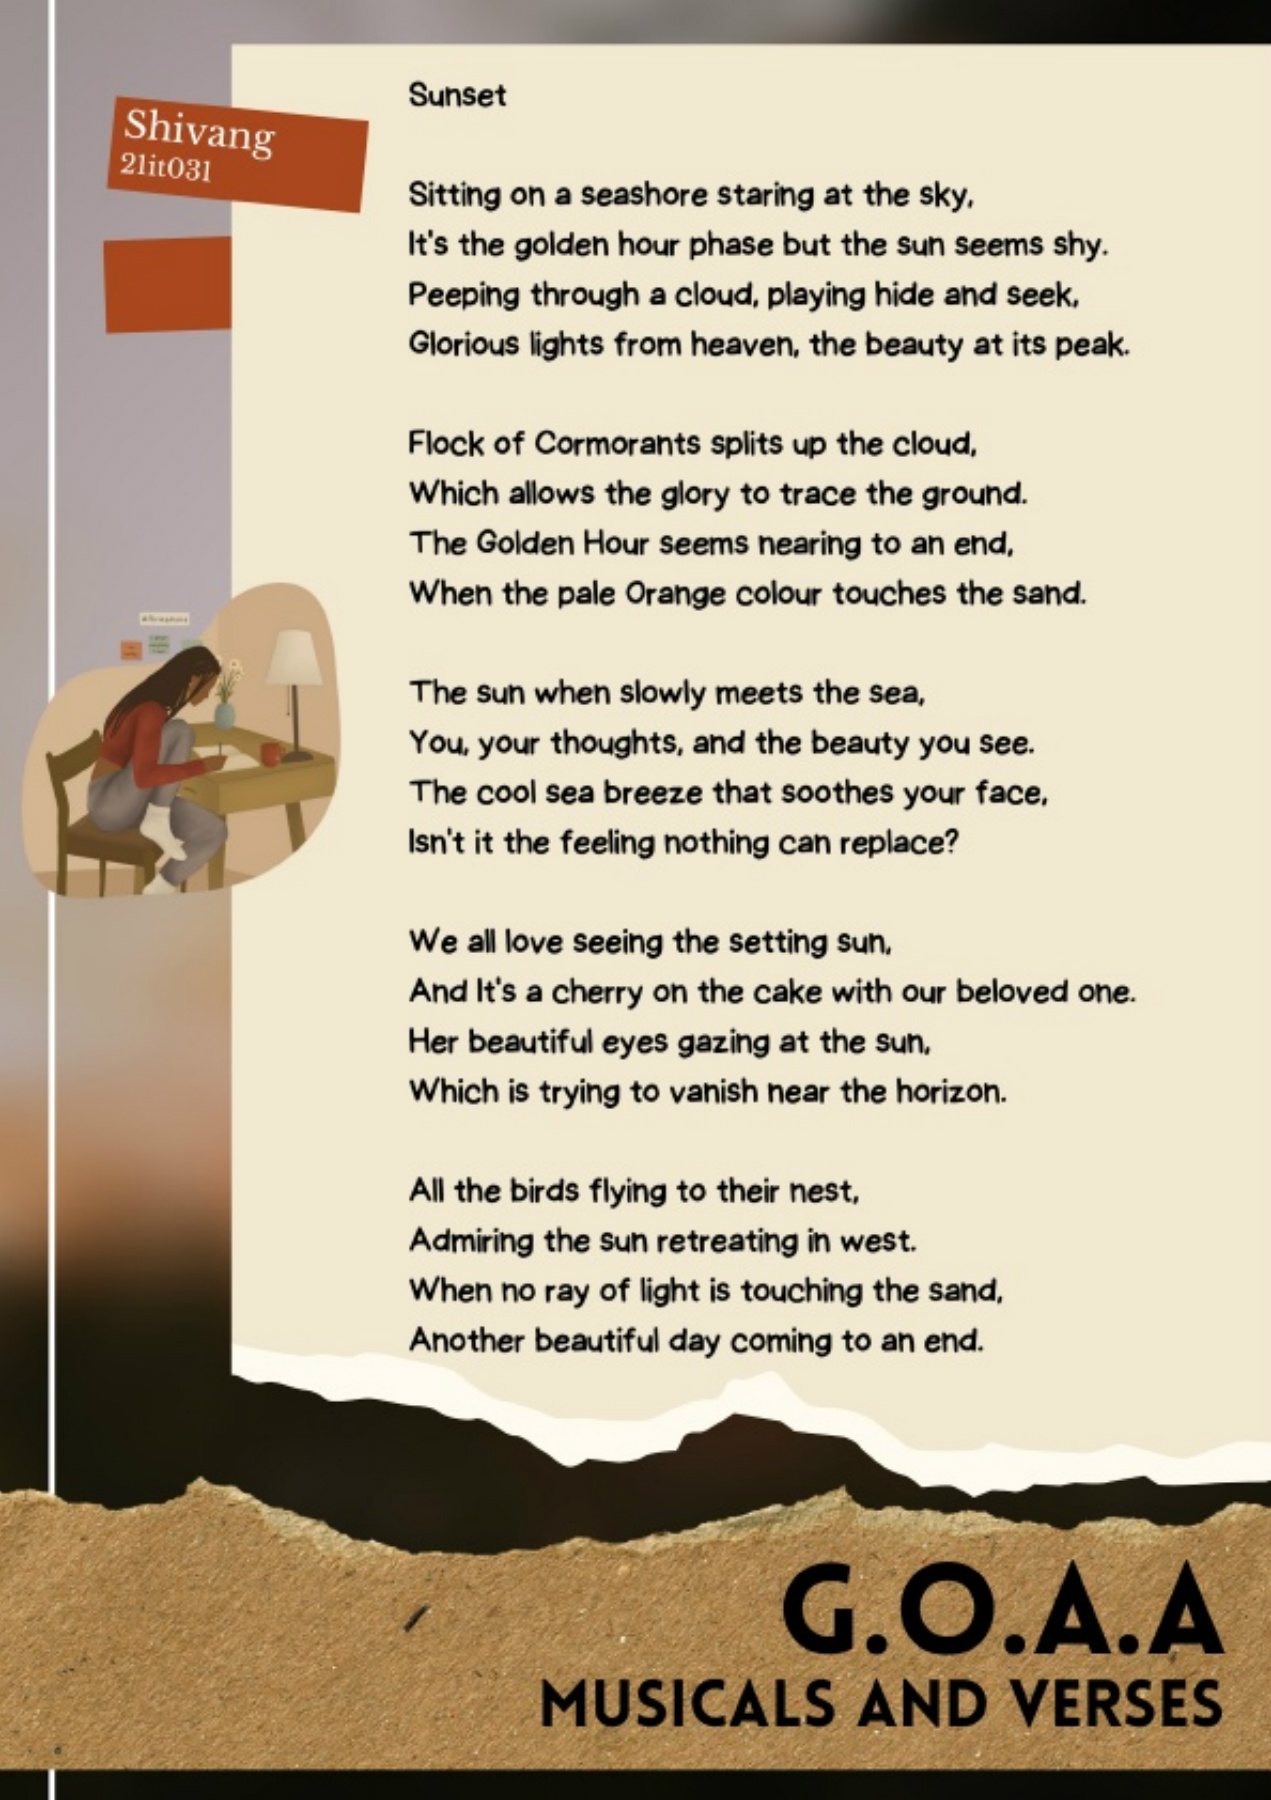 Shivang
21it031
Sunset
Sitting on a seashore staring at the sky,
It's the golden hour phase but the sun seems shy.
Peeping through a cloud, playing hide and seek,
Glorious lights from heaven, the beauty at its peak.
Flock of Cormorants splits up the cloud,
Which allows the glory to trace the ground.
The Golden Hour seems nearing to an end,
When the pale Orange colour touches the sand.
The sun when slowly meets the sea,
You, your thoughts, and the beauty you see.
The cool sea breeze that soothes your face,
Isn't it the feeling nothing can replace?
We all love seeing the setting sun,
And It's a cherry on the cake with our beloved one.
Her beautiful eyes gazing at the sun,
Which is trying to vanish near the horizon.
All the birds flying to their nest,
Admiring the sun retreating in west.
When no ray of light is touching the sand,
Another beautiful day coming to an end.
G.O.A.A
MUSICALS AND VERSES